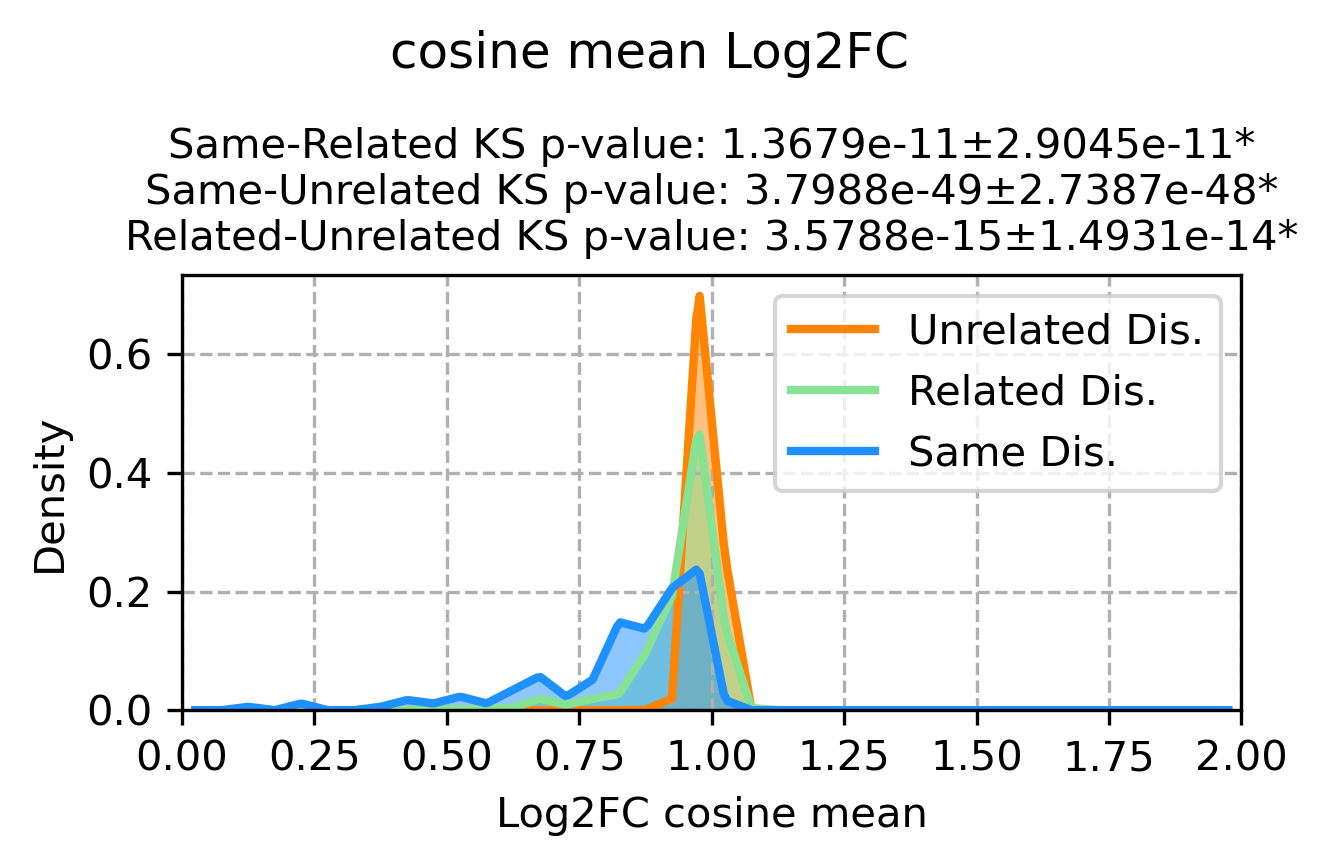 cosine mean Log2FC
Same-Related KS p-value: 1.3679e-11±2.9045e-11*
Same-Unrelated KS p-value: 3.7988e-49±2.7387e-48*
Related-Unrelated KS p-value: 3.5788e-15±1.4931e-14*
Unrelated Dis.
Related Dis.
Same Dis.
Density
0.6
0.4
0.2
0.0
0.00 0.25 0.50 0.75 1.00 1.25 1.50 1.75 2.00
Log2FC cosine mean